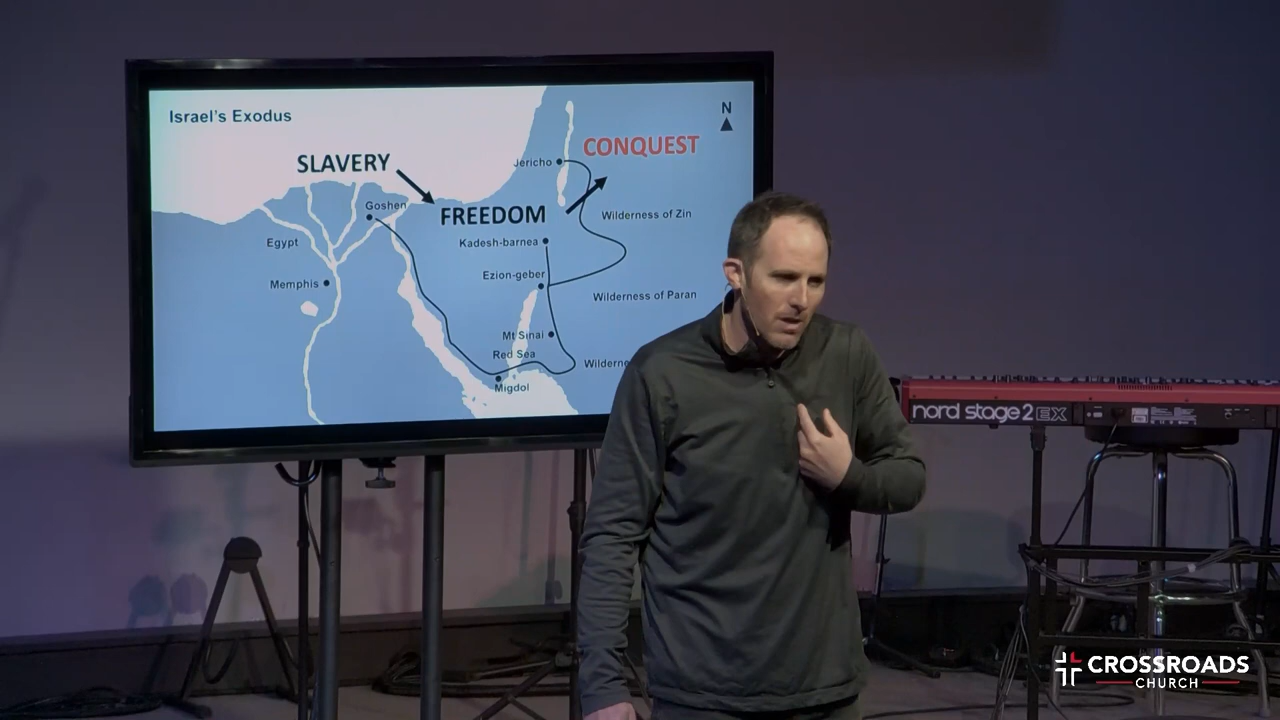 Israel's Exodus
N
SLAVERY
CONQUEST
Jericho
Goshen
FREEDOM
Wilderness of Zin
Egypt
Kadesh-barnea
Memphis
Ezion-geber
Wilderness of Paran
Mt Sinai
Red Sea
Migdol
nord stage 2 EX
CROSSROADS
CHURCH